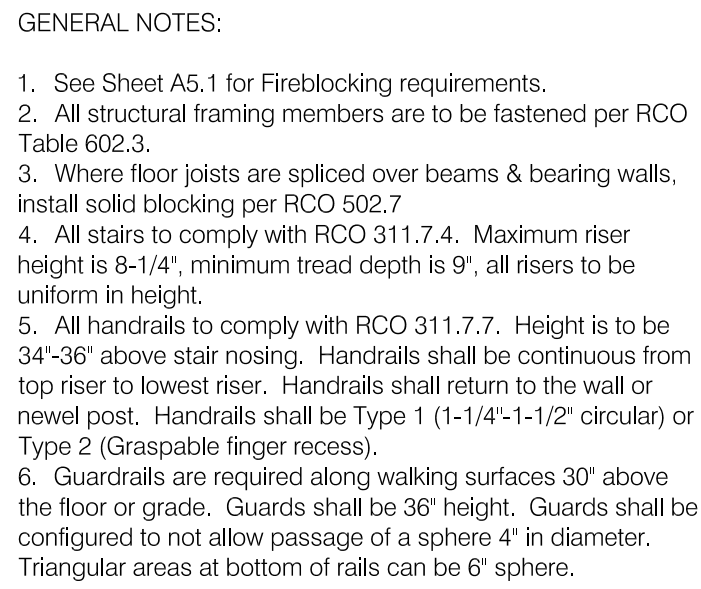 GENERAL NOTES:
1. See Sheet A5.1 for Fireblocking requirements.
2. All structural framing members are to be fastened per RCO
Table 602.3.
3. Where floor joists are spliced over beams & bearing walls,
install solid blocking per RCO 502.7
4. All stairs to comply with RCO 311.7.4. Maximum riser
height is 8-1/4", minimum tread depth is 9", all risers to be
uniform in height.
5. All handrails to comply with RCO 311.7.7. Height is to be
34"-36" above stair nosing. Handrails shall be continuous from
top riser to lowest riser. Handrails shall return to the wall or
newel post. Handrails shall be Type 1 (1-1/4"-1-1/2" circular) or
Type 2 (Graspable finger recess).
6. Guardrails are required along walking surfaces 30" above
the floor or grade. Guards shall be 36" height. Guards shall be
configured to not allow passage of a sphere 4" in diameter.
Triangular areas at bottom of rails can be 6" sphere.